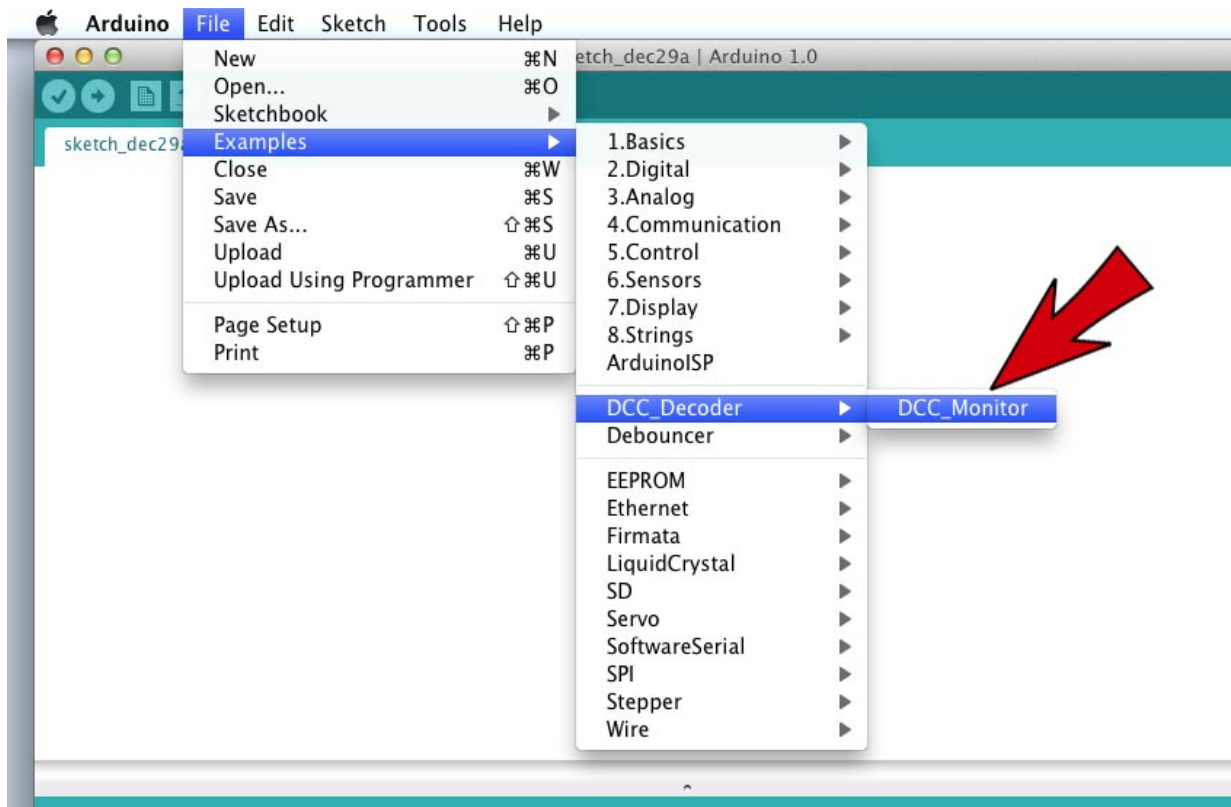 Arduino File Edit Sketch Tools Help
etch_dec29a | Arduino 1.0
New ⌘N
Open... ⌘O
Sketchbook
sketch_dec29a
Examples
Close ⌘W
Save ⌘S
Save As... ⇧⌘S
Upload ⌘U
Upload Using Programmer ⇧⌘U
Page Setup ⇧⌘P
Print ⌘P
1.Basics
2.Digital
3.Analog
4.Communication
5.Control
6.Sensors
7.Display
8.Strings
ArduinoISP
DCC_Decoder
Debouncer
EEPROM
Ethernet
Firmata
LiquidCrystal
SD
Servo
SoftwareSerial
SPI
Stepper
Wire
DCC_Monitor